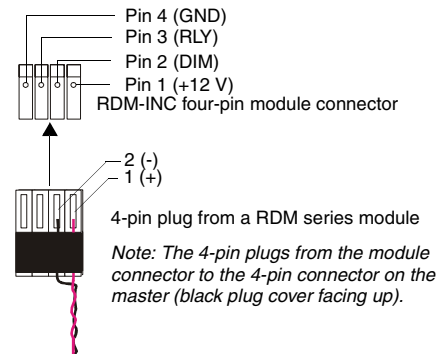 Pin 4 (GND)
Pin 3 (RLY)
Pin 2 (DIM)
Pin 1 (+12 V)
RDM-INC four-pin module connector
2 (-)
1 (+)
4-pin plug from a RDM series module
Note: The 4-pin plugs from the module
connector to the 4-pin connector on the
master (black plug cover facing up).